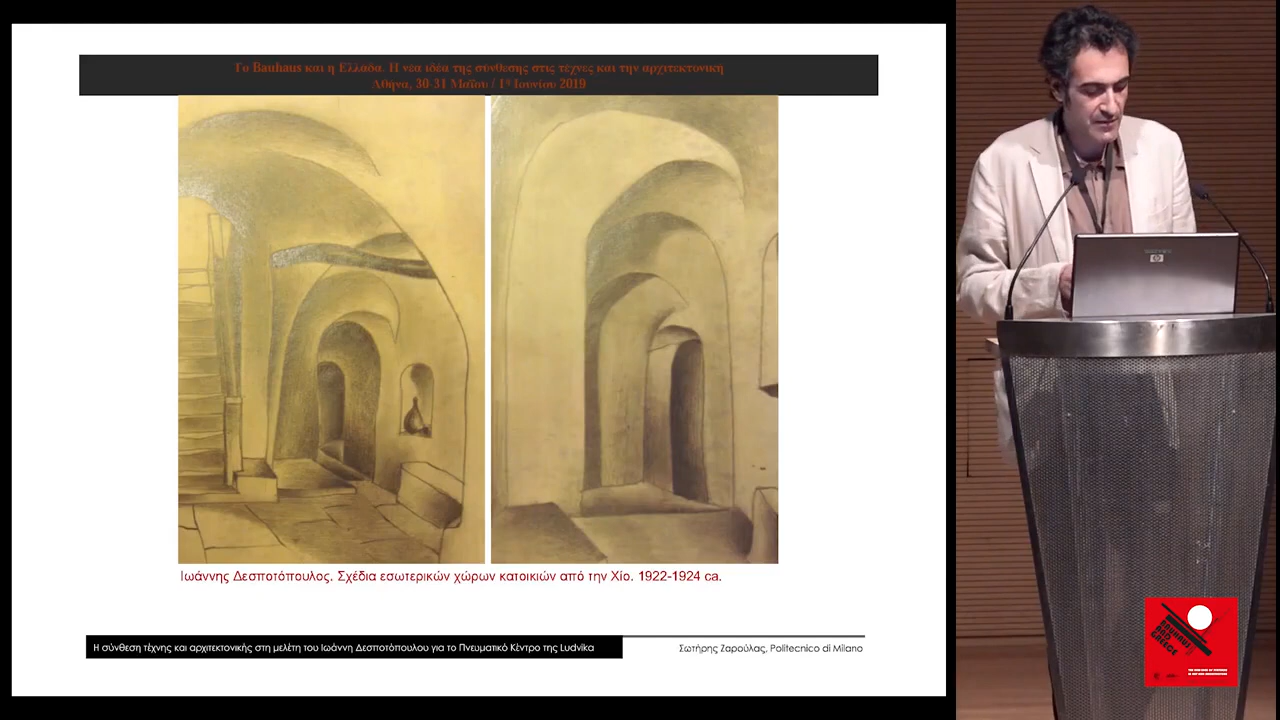 Το Bauhaus και η Ελλάδα. Η νέα ιδέα της σύνθεσης στις τέχνες και την αρχιτεκτονική
Αθήνα, 30-31 Μαΐου / 1η Ιουνίου 2019
Ιωάννης Δεσποτόπουλος. Σχέδια εσωτερικών χώρων κατοικιών από την Χίο. 1922-1924 ca.
Η σύνθεση τέχνης και αρχιτεκτονικής στη μελέτη του Ιωάννη Δεσποτόπουλου για το Πνευματικό Κέντρο της Ludvika
Σωτήρης Ζαρούλας, Politecnico di Milano
hp
BAUHAUS
AND
GREECE